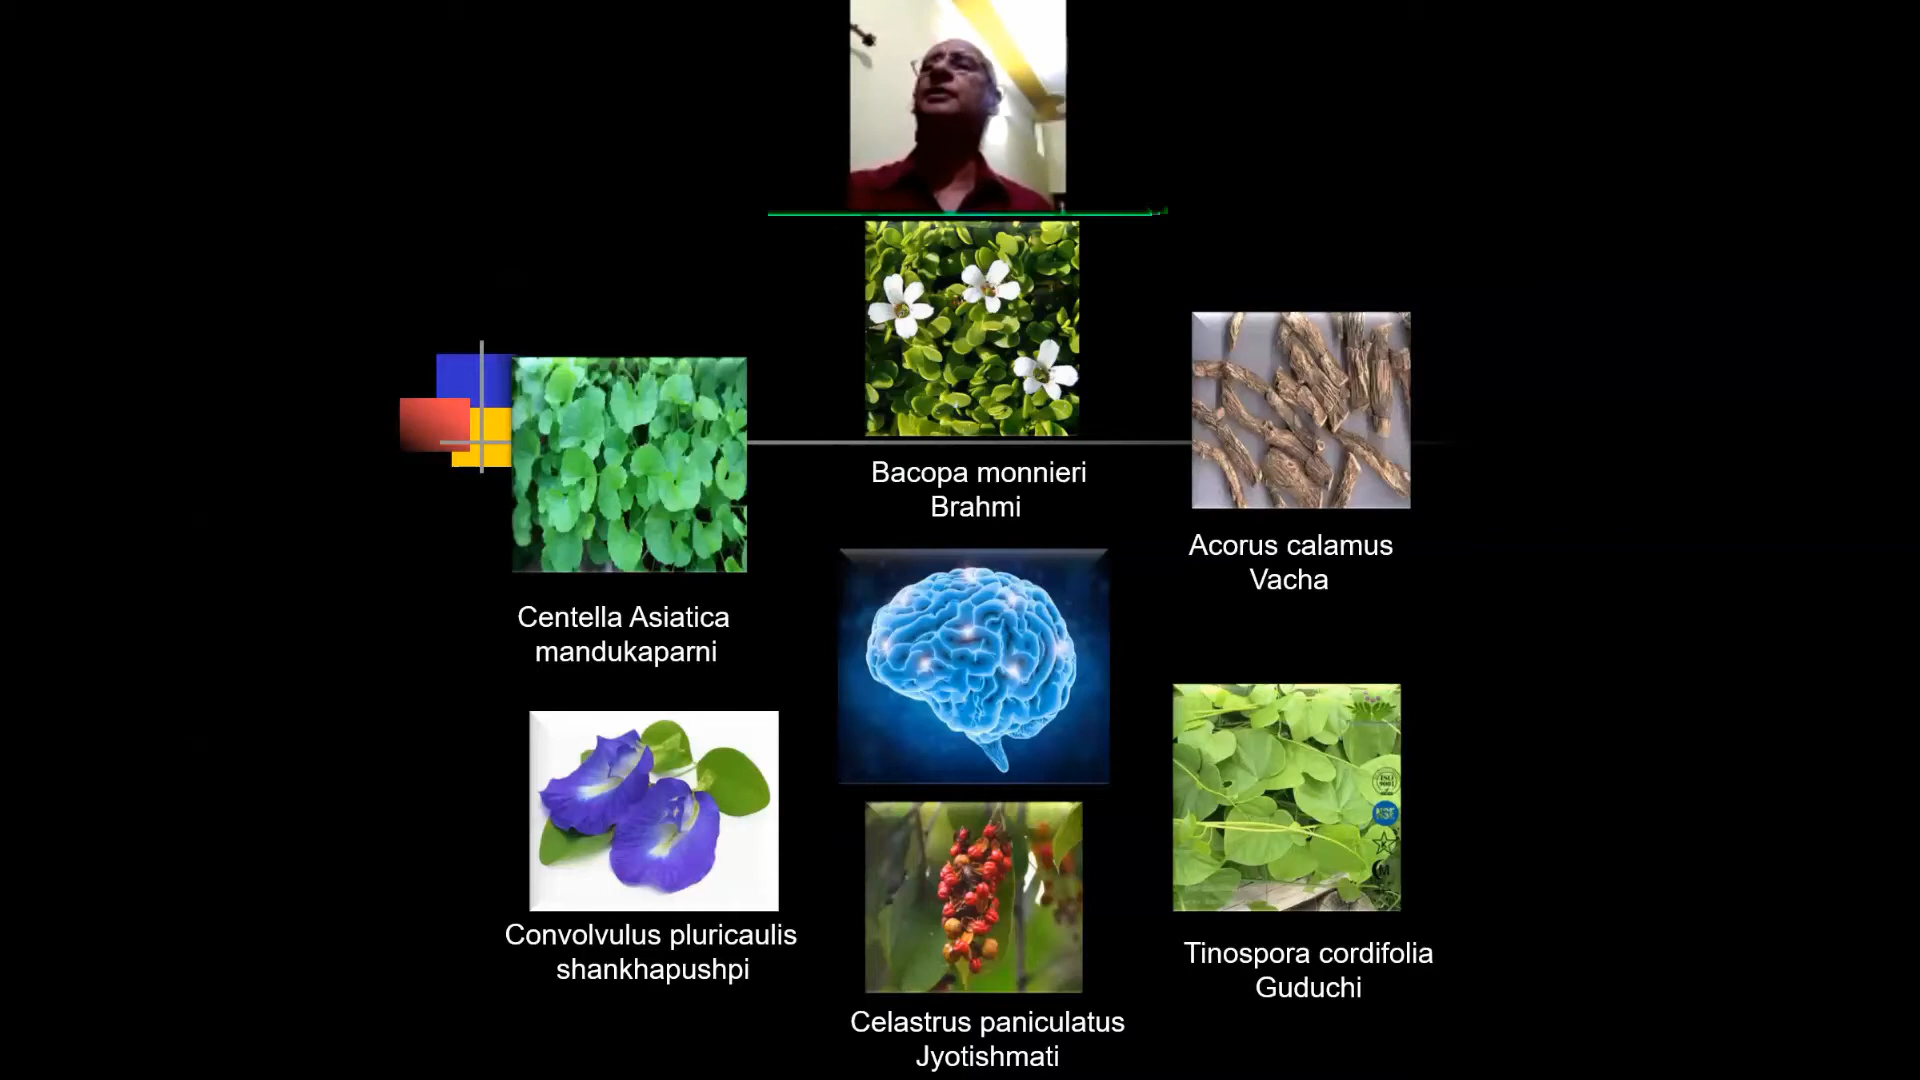 Bacopa monnieri
Brahmi
Acorus calamus
Vacha
Centella Asiatica
mandukaparni
Convolvulus pluricaulis
shankhapushpi
Tinospora cordifolia
Guduchi
Celastrus paniculatus
Jyotishmati